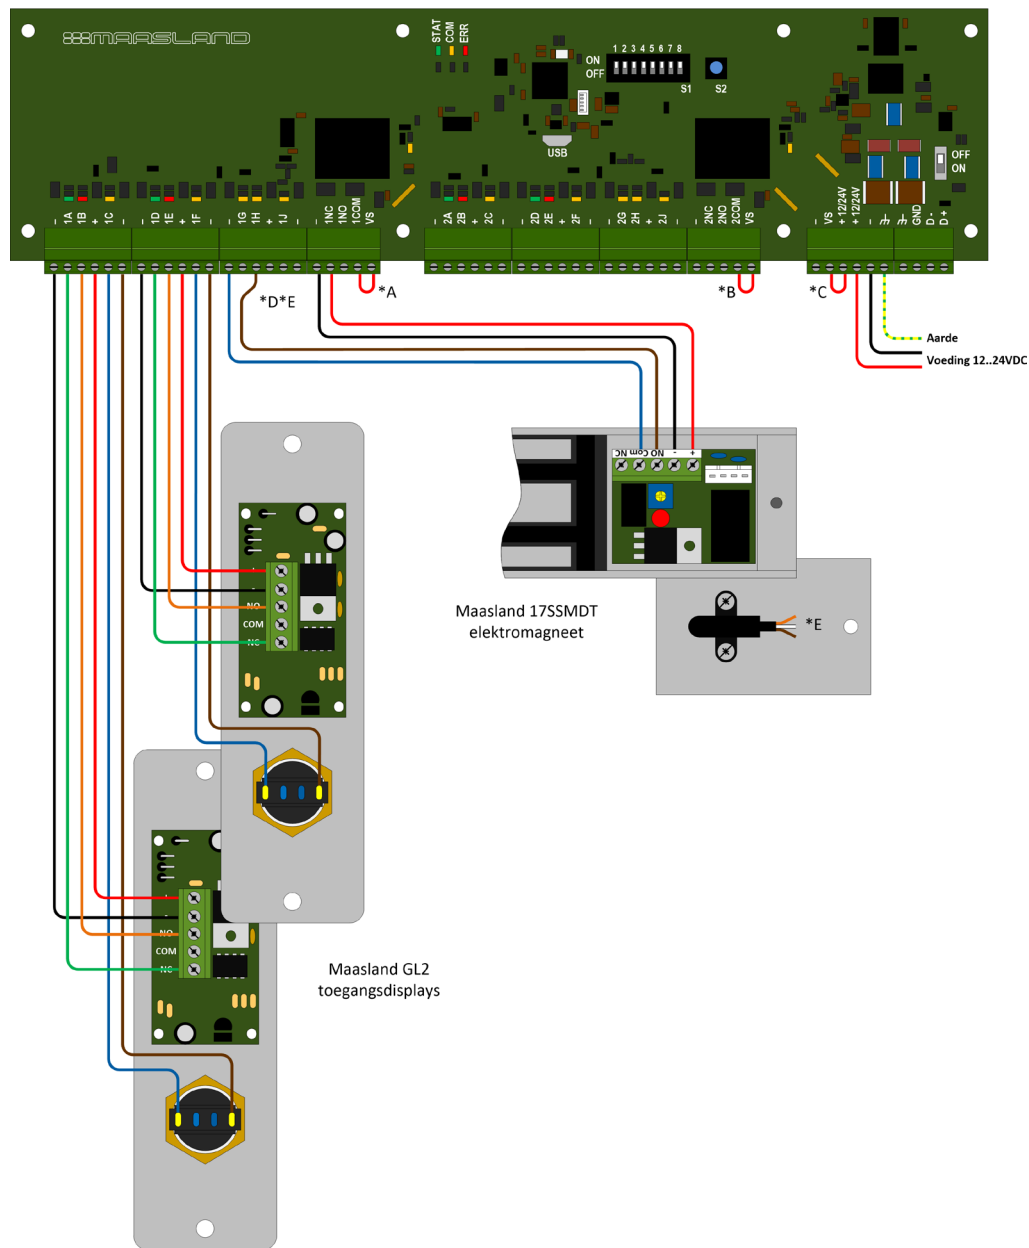 MAASLAND
STAT
COM
ERR
1 2 3 4 5 6 7 8
ON
OFF
S1
S2
USB
OFF
ON
- 1A 1B + 1C - - 1D 1E + 1F - - 1G 1H + 1J - - 1NC 1NO 1COM VS
- 2A 2B + 2C - - 2D 2E + 2F - - 2G 2H + 2J - - 2NC 2NO 2COM VS
- VS + 12/24V + 12/24V - GND D - D +
*A
*B
*C
*D*E
Aarde
Voeding 12..24VDC
NC Com NO - +
*E
Maasland 17SSMDT
elektromagneet
+
-
NO
COM
NC
+
-
NO
COM
NC
Maasland GL2
toegangsdisplays